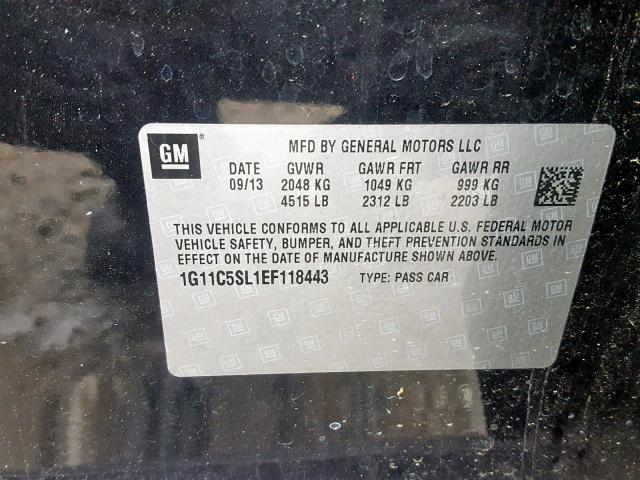 GM ® MFD BY GENERAL MOTORS LLC
DATE GVWR GAWR FRT GAWR RR
09/13 2048 KG 1049 KG 999 KG
4515 LB 2312 LB 2203 LB
THIS VEHICLE CONFORMS TO ALL APPLICABLE U.S. FEDERAL MOTOR
VEHICLE SAFETY, BUMPER, AND THEFT PREVENTION STANDARDS IN
EFFECT ON THE DATE OF MANUFACTURE SHOWN ABOVE.
1G11C5SL1EF118443 TYPE: PASS CAR